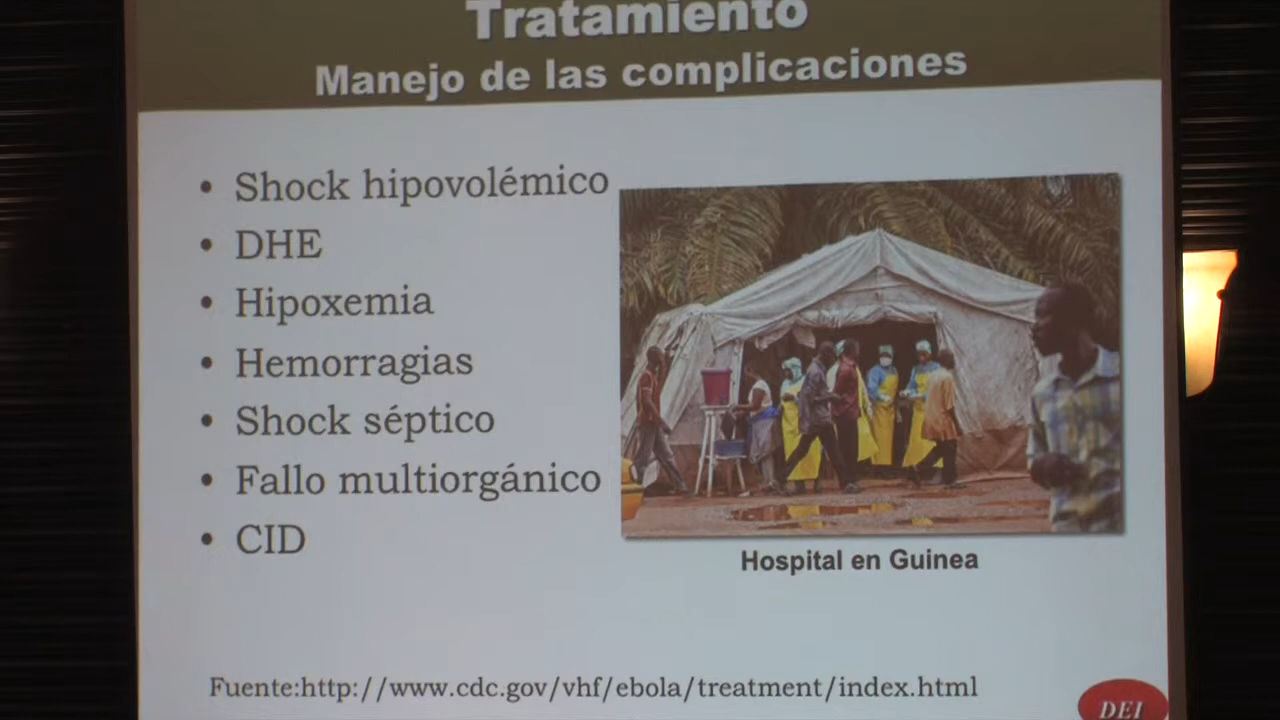 Tratamiento
Manejo de las complicaciones
• Shock hipovolémico
• DHE
• Hipoxemia
• Hemorragias
• Shock séptico
• Fallo multiorgánico
• CID
Hospital en Guinea
Fuente:http://www.cdc.gov/vhf/ebola/treatment/index.html
DEI